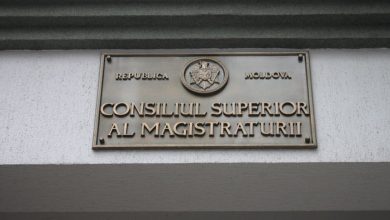 REPUBLICA MOLDOVA
CONSILIUL SUPERIOR
AL MAGISTRATURII